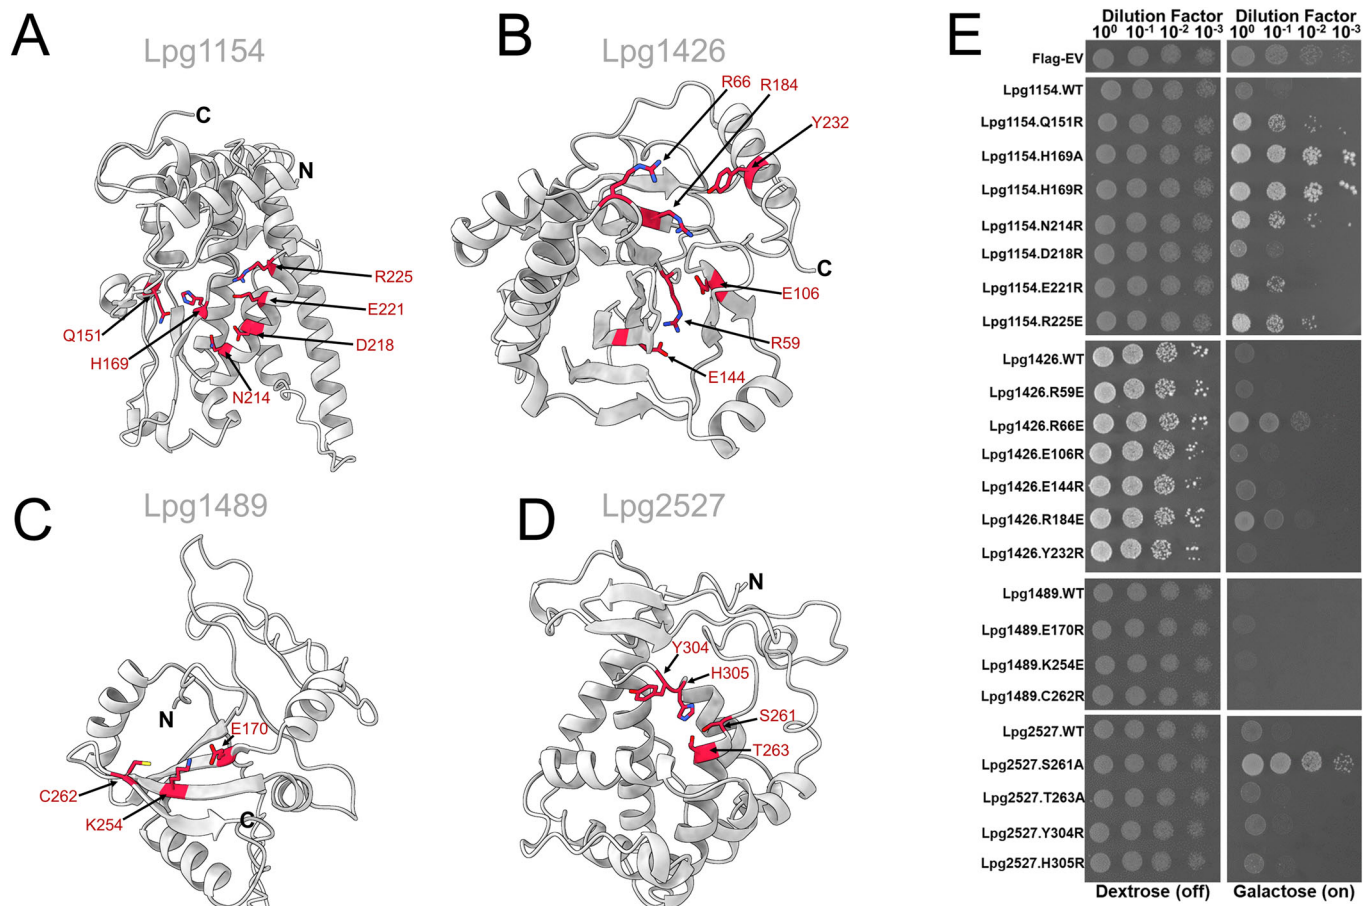 A
Lpg1154
C
N
R225
E221
D218
Q151
H169
N214
B
Lpg1426
R66
R184
Y232
C
E106
R59
E144
C
Lpg1489
N
E170
C262
K254
C
D
Lpg2527
N
Y304
H305
S261
T263
E
Dilution Factor Dilution Factor
10⁰ 10⁻¹ 10⁻² 10⁻³ 10⁰ 10⁻¹ 10⁻² 10⁻³
Flag-EV
Lpg1154.WT
Lpg1154.Q151R
Lpg1154.H169A
Lpg1154.H169R
Lpg1154.N214R
Lpg1154.D218R
Lpg1154.E221R
Lpg1154.R225E
Lpg1426.WT
Lpg1426.R59E
Lpg1426.R66E
Lpg1426.E106R
Lpg1426.E144R
Lpg1426.R184E
Lpg1426.Y232R
Lpg1489.WT
Lpg1489.E170R
Lpg1489.K254E
Lpg1489.C262R
Lpg2527.WT
Lpg2527.S261A
Lpg2527.T263A
Lpg2527.Y304R
Lpg2527.H305R
Dextrose (off) Galactose (on)